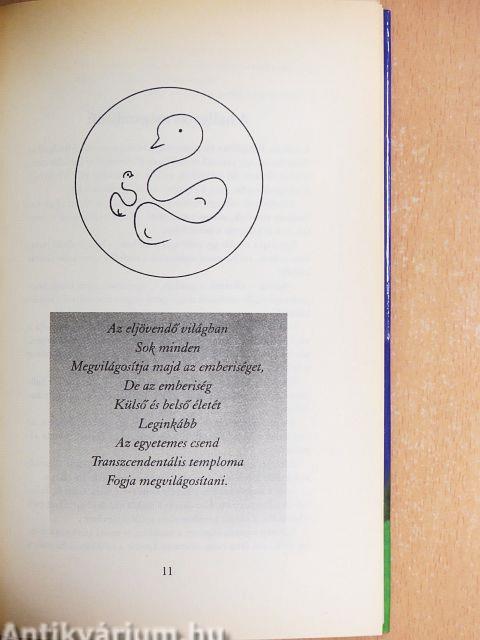 Az eljövendő világban
Sok minden
Megvilágosítja majd az emberiséget,
De az emberiség
Külső és belső életét
Leginkább
Az egyetemes csend
Transzcendentális temploma
Fogja megvilágosítani.
11
Antikvárium.hu